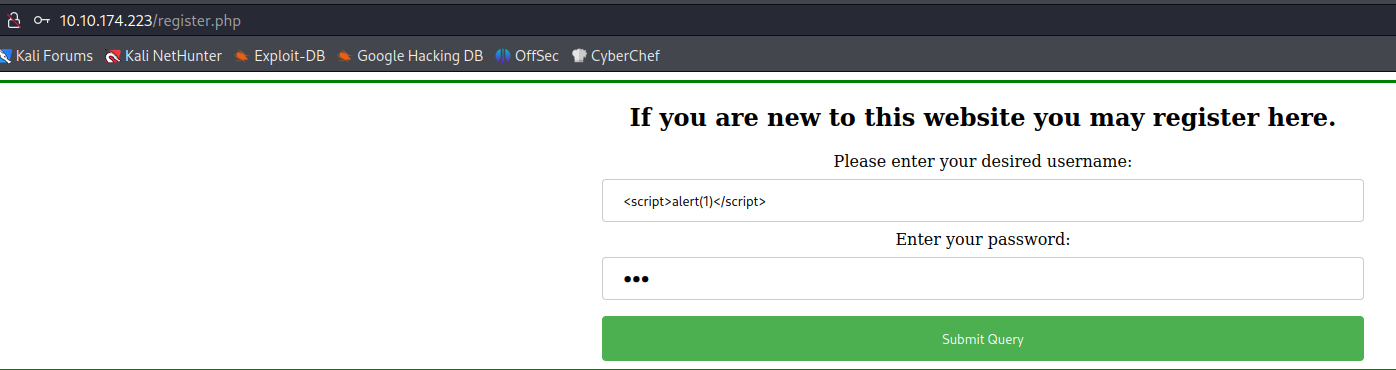 10.10.174.223/register.php
Kali Forums Kali NetHunter Exploit-DB Google Hacking DB OffSec CyberChef
If you are new to this website you may register here.
Please enter your desired username:
<script>alert(1)</script>
Enter your password:
•••
Submit Query